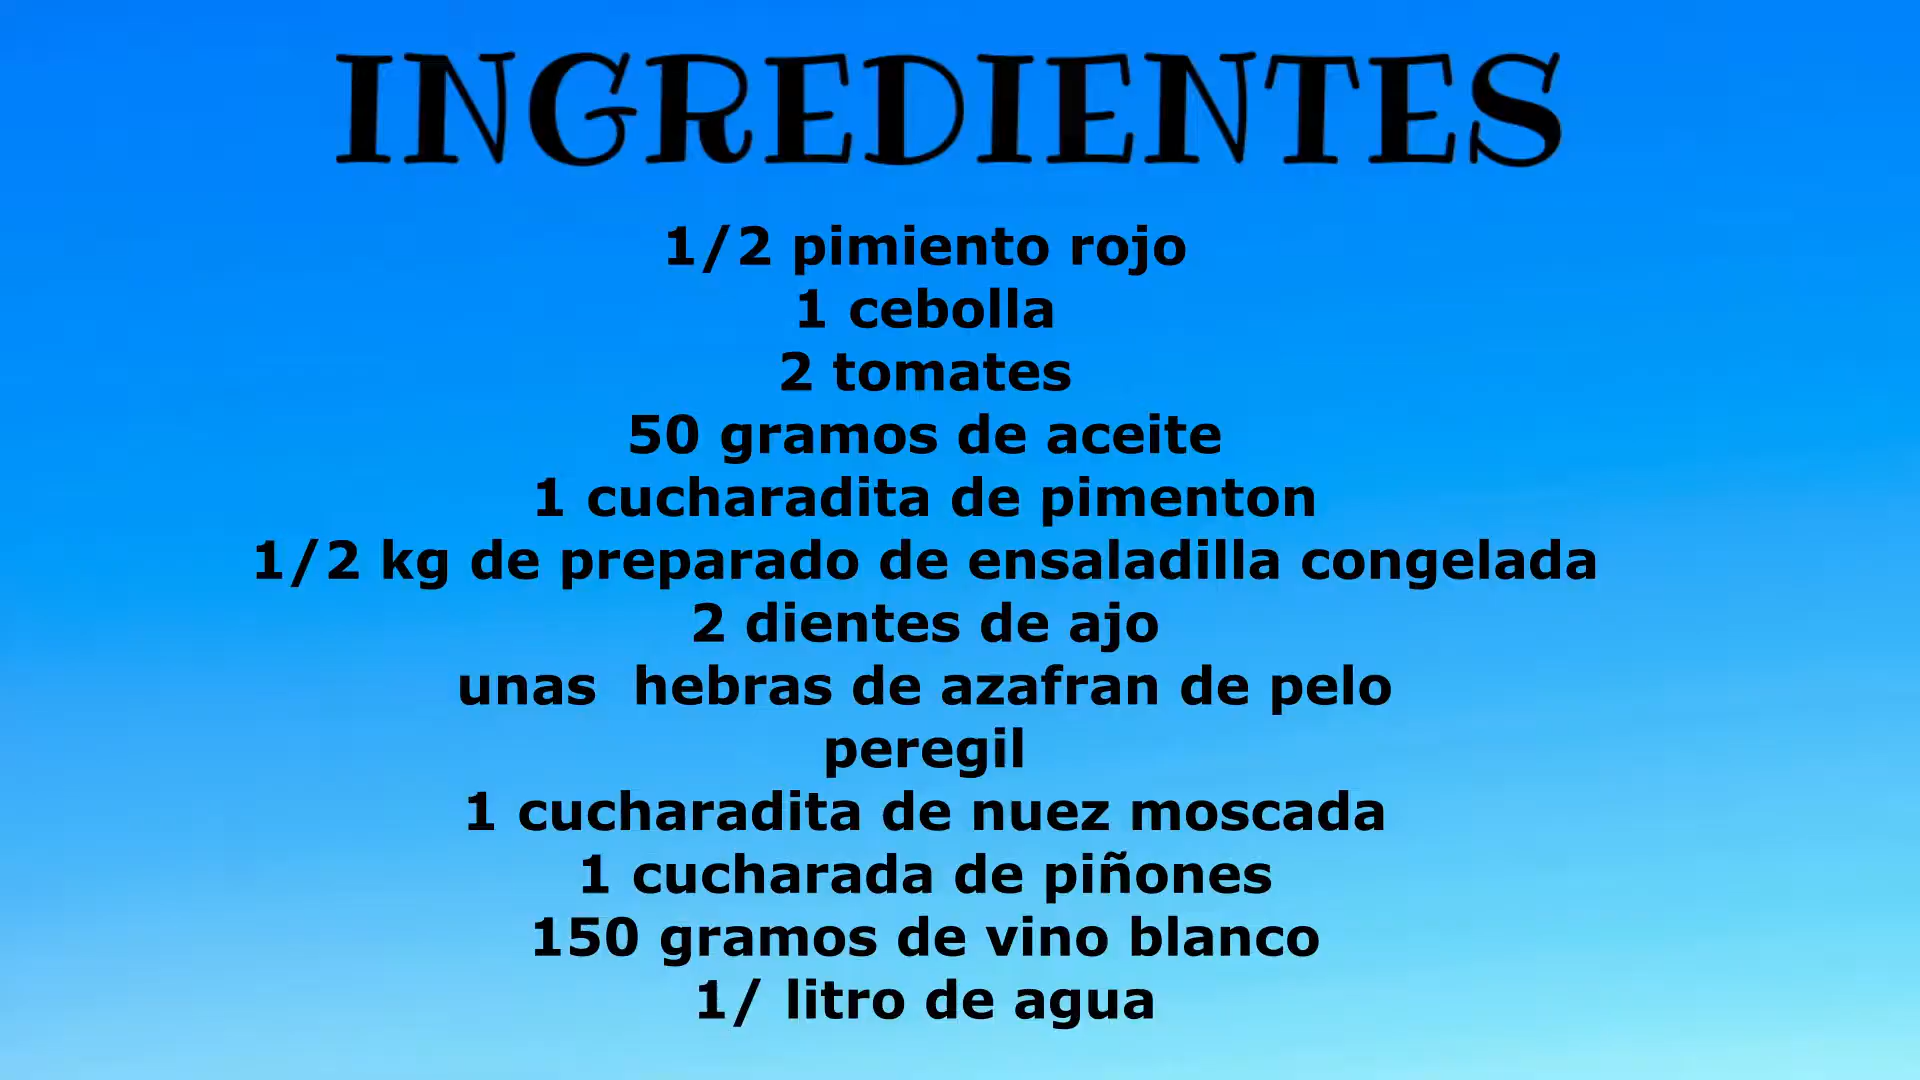 INGREDIENTES
1/2 pimiento rojo
1 cebolla
2 tomates
50 gramos de aceite
1 cucharadita de pimenton
1/2 kg de preparado de ensaladilla congelada
2 dientes de ajo
unas  hebras de azafran de pelo
peregil
1 cucharadita de nuez moscada
1 cucharada de piñones
150 gramos de vino blanco
1/ litro de agua